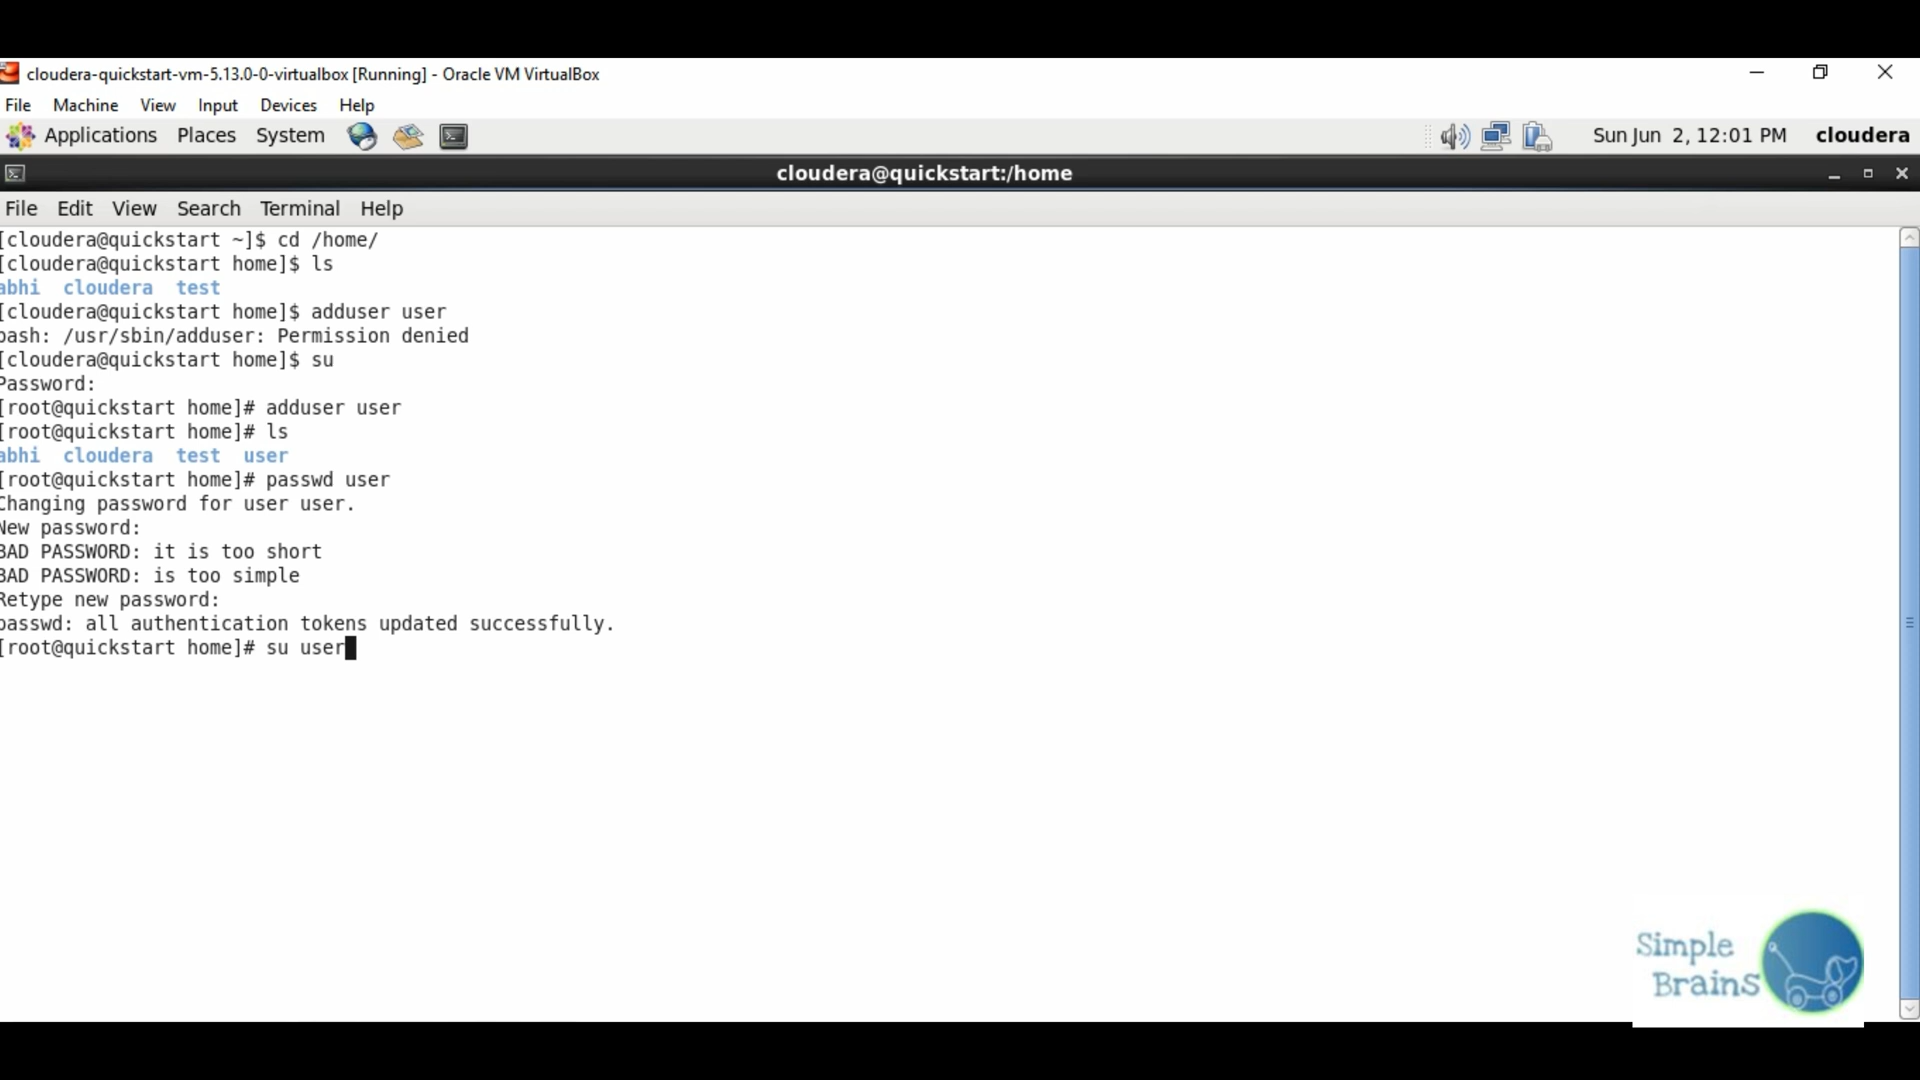 cloudera-quickstart-vm-5.13.0-0-virtualbox [Running] - Oracle VM VirtualBox
File Machine View Input Devices Help
Applications Places System Sun Jun 2, 12:01 PM cloudera
cloudera@quickstart:/home
File Edit View Search Terminal Help
[cloudera@quickstart ~]$ cd /home/
[cloudera@quickstart home]$ ls
abhi cloudera test
[cloudera@quickstart home]$ adduser user
bash: /usr/sbin/adduser: Permission denied
[cloudera@quickstart home]$ su
Password:
[root@quickstart home]# adduser user
[root@quickstart home]# ls
abhi cloudera test user
[root@quickstart home]# passwd user
Changing password for user user.
New password:
BAD PASSWORD: it is too short
BAD PASSWORD: is too simple
Retype new password:
passwd: all authentication tokens updated successfully.
[root@quickstart home]# su user
Simple
Brains